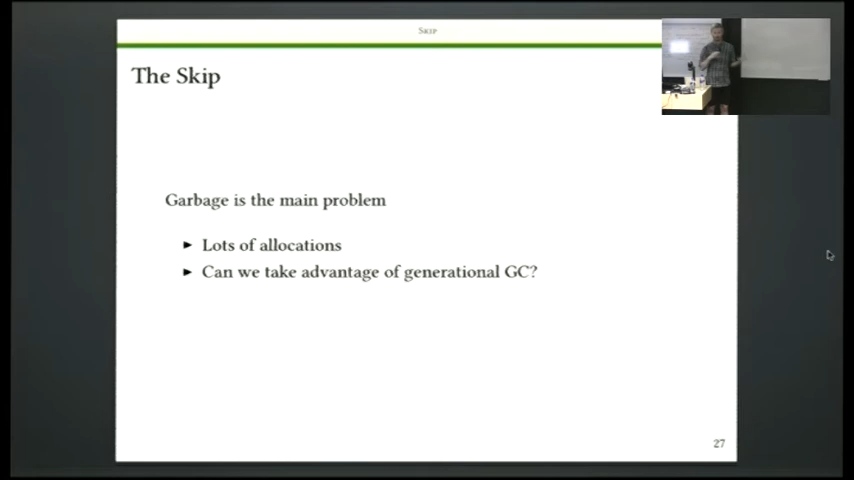 Skip
The Skip
Garbage is the main problem
► Lots of allocations
► Can we take advantage of generational GC?
27